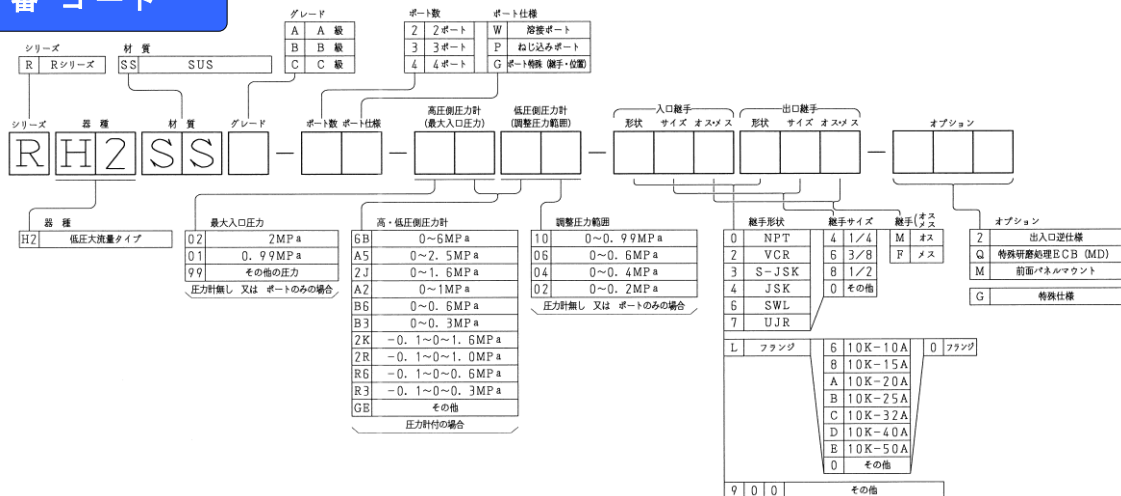 番 コード
グレード
A A 級
B B 級
C C 級
ポート数
2 2ポート
3 3ポート
4 4ポート
ポート仕様
W 溶接ポート
P ねじ込みポート
G ポート特殊 (継手・位置)
シリーズ
R Rシリーズ
材 質
SS SUS
シリーズ 器 種 材 質 グレード ポート数 ポート仕様
高圧側圧力計
(最大入口圧力)
低圧側圧力計
(調整圧力範囲)
入口継手
形状 サイズ オス・メス
出口継手
形状 サイズ オス・メス
オプション
R H 2 S S
器 種
H2 低圧大流量タイプ
最大入口圧力
02 2MPa
01 0. 99MPa
99 その他の圧力
圧力計無し 又は ポートのみの場合
高・低圧側圧力計
6B 0~6MPa
A5 0~2. 5MPa
2J 0~1. 6MPa
A2 0~1MPa
B6 0~0. 6MPa
B3 0~0. 3MPa
2K -0. 1~0~1. 6MPa
2R -0. 1~0~1. 0MPa
R6 -0. 1~0~0. 6MPa
R3 -0. 1~0~0. 3MPa
GE その他
圧力計付の場合
調整圧力範囲
10 0~0. 99MPa
06 0~0. 6MPa
04 0~0. 4MPa
02 0~0. 2MPa
圧力計無し 又は ポートのみの場合
継手形状
0 NPT
2 VCR
3 S-JSK
4 JSK
6 SWL
7 UJR
継手サイズ
4 1/4
6 3/8
8 1/2
0 その他
継手(オスメス
M オス
F メス
オプション
2 出入口逆仕様
Q 特殊研磨処理ECB (MD)
M 前面パネルマウント
G 特殊仕様
L フランジ
6 10K-10A
8 10K-15A
A 10K-20A
B 10K-25A
C 10K-32A
D 10K-40A
E 10K-50A
0 その他
0 フランジ
9 0 0 その他